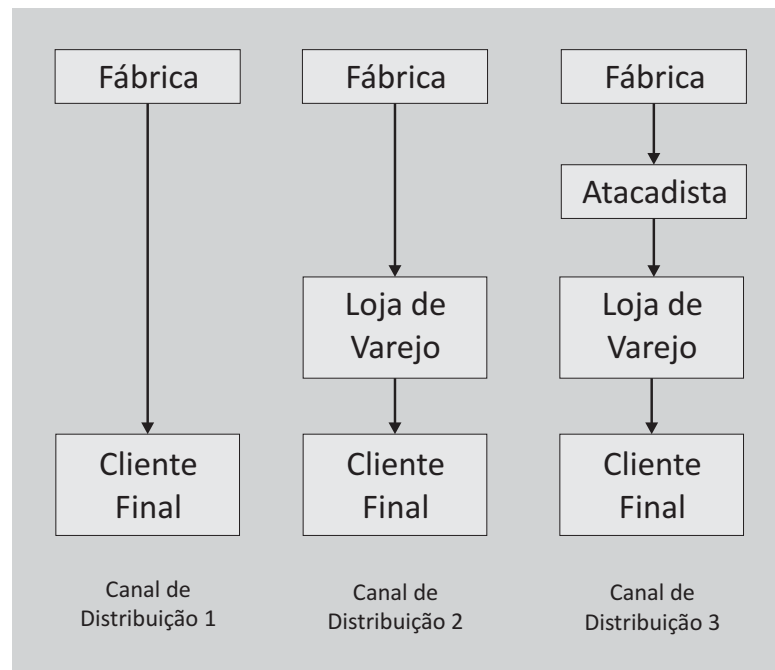 Fábrica
Fábrica
Fábrica
Atacadista
Loja de
Varejo
Loja de
Varejo
Cliente
Final
Cliente
Final
Cliente
Final
Canal de
Distribuição 1
Canal de
Distribuição 2
Canal de
Distribuição 3